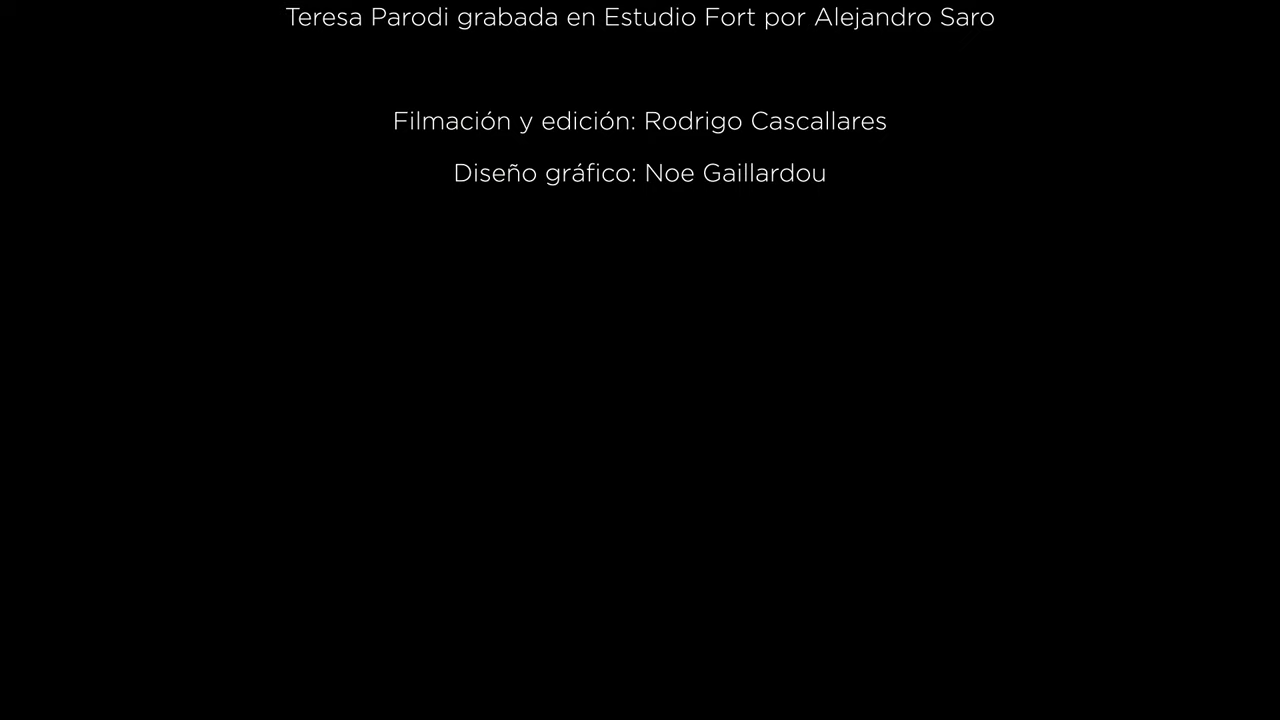 Teresa Parodi grabada en Estudio Fort por Alejandro Saro
Filmación y edición: Rodrigo Cascallares
Diseño gráfico: Noe Gaillardou